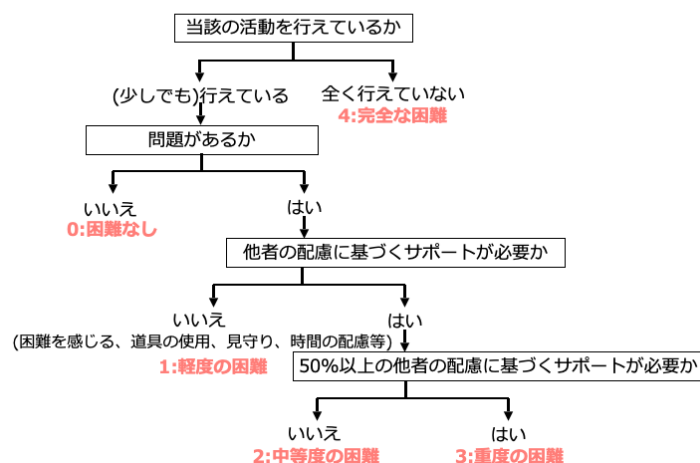 当該の活動を行えているか
(少しでも)行えている
全く行えていない
4:完全な困難
問題があるか
いいえ
はい
0:困難なし
他者の配慮に基づくサポートが必要か
いいえ
はい
(困難を感じる、道具の使用、見守り、時間の配慮等)
1:軽度の困難
50%以上の他者の配慮に基づくサポートが必要か
いいえ
はい
2:中等度の困難
3:重度の困難